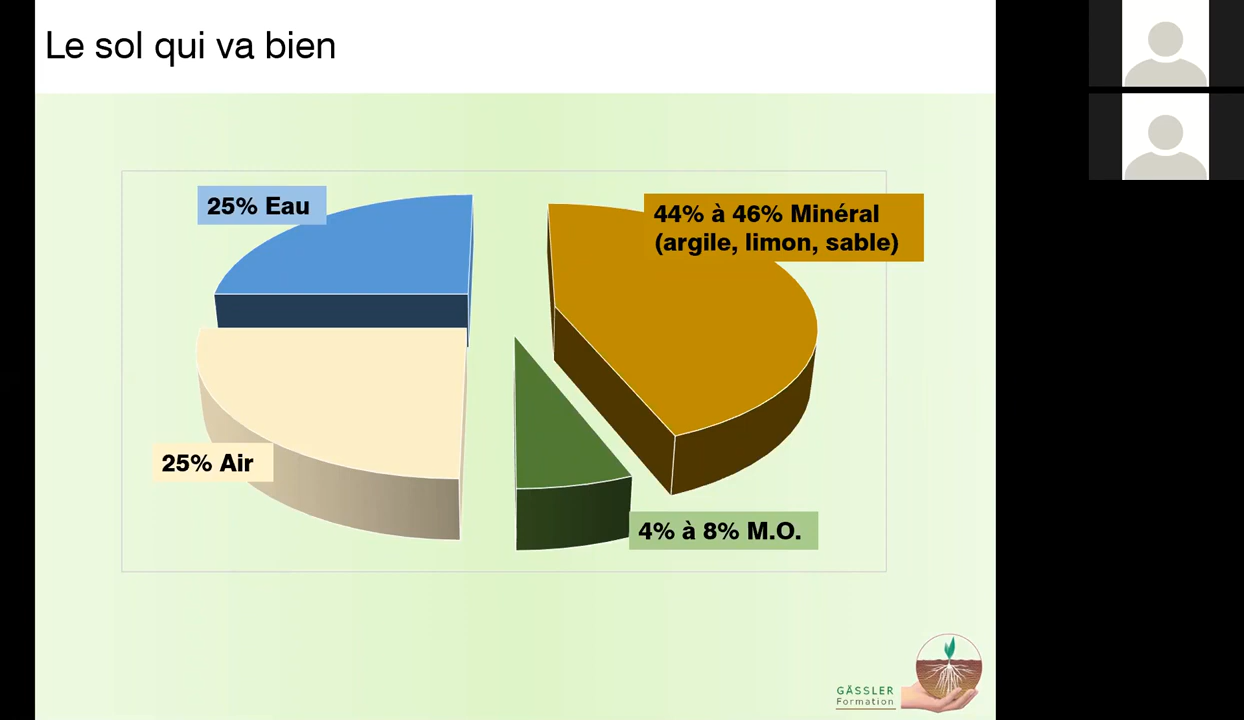 Le sol qui va bien
25% Eau
44% à 46% Minéral
(argile, limon, sable)
25% Air
4% à 8% M.O.
GÄSSLER
Formation